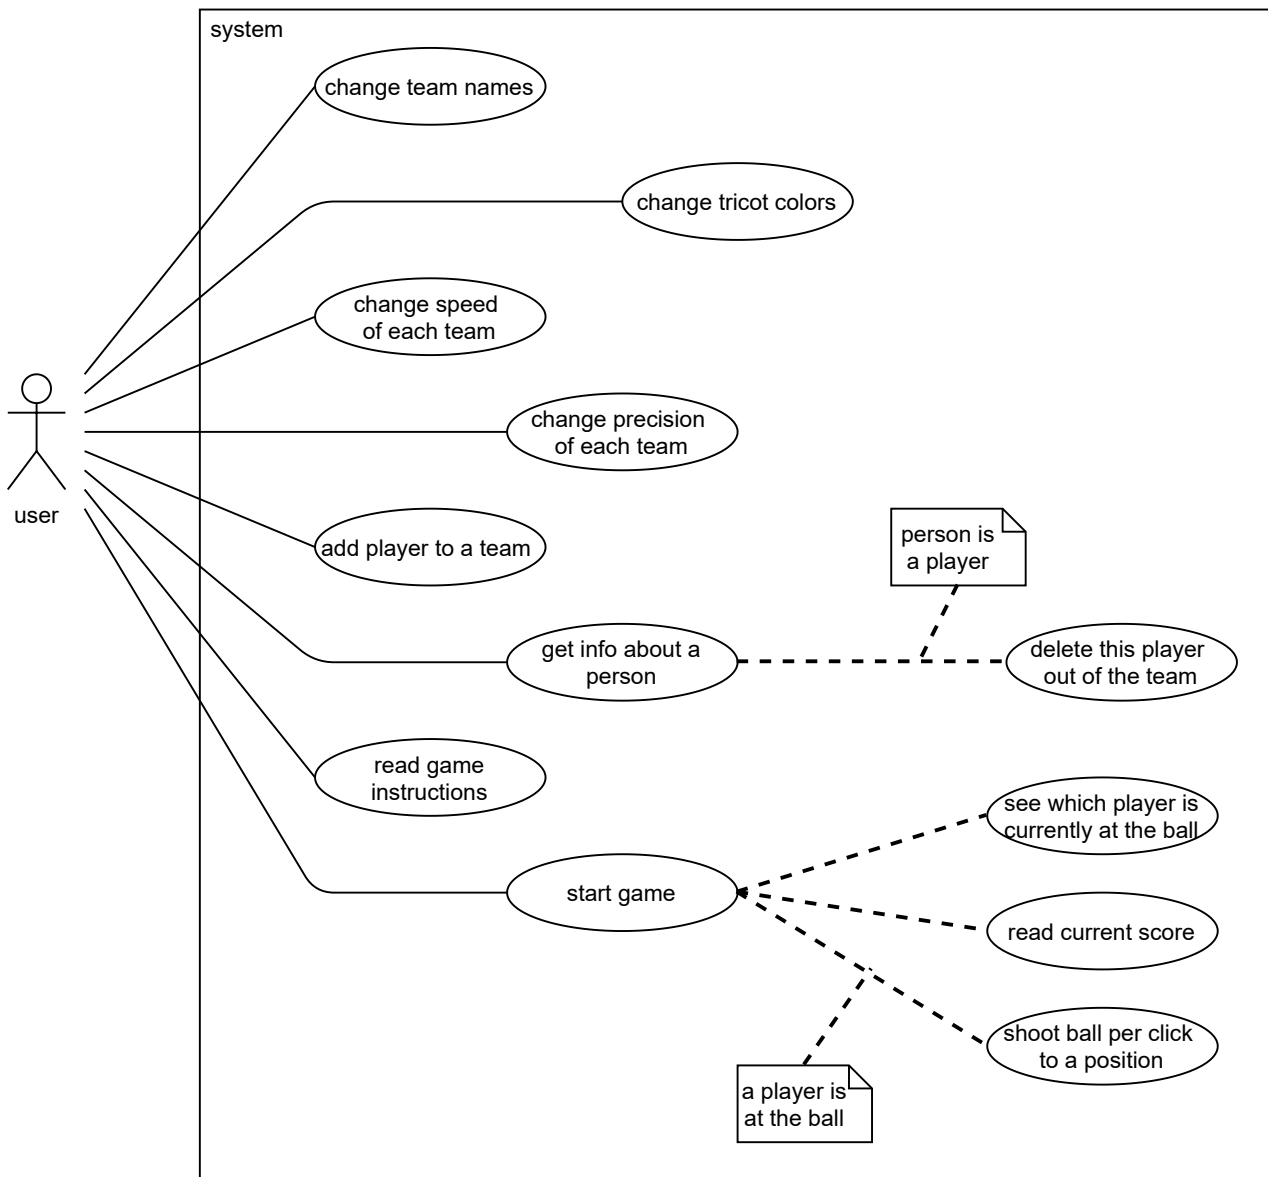 system
change team names
change tricot colors
change speed
of each team
change precision
of each team
user
add player to a team
person is
a player
get info about a
person
delete this player
out of the team
read game
instructions
see which player is
currently at the ball
start game
read current score
shoot ball per click
to a position
a player is
at the ball